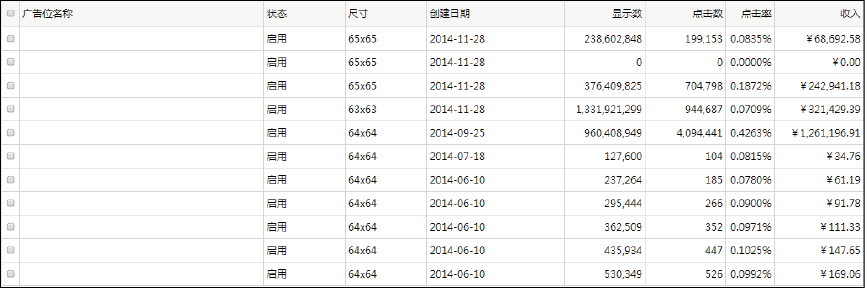 广告位名称 状态 尺寸 创建日期 显示数 点击数 点击率 收入
启用 65x65 2014-11-28 238,602,848 199,153 0.0835% ¥68,692.58
启用 65x65 2014-11-28 0 0 0.0000% ¥0.00
启用 65x65 2014-11-28 376,409,825 704,798 0.1872% ¥242,941.18
启用 63x63 2014-11-28 1,331,921,299 944,687 0.0709% ¥321,429.39
启用 64x64 2014-09-25 960,408,949 4,094,441 0.4263% ¥1,261,196.91
启用 64x64 2014-07-18 127,600 104 0.0815% ¥34.76
启用 64x64 2014-06-10 237,264 185 0.0780% ¥61.19
启用 64x64 2014-06-10 295,444 266 0.0900% ¥91.78
启用 64x64 2014-06-10 362,509 352 0.0971% ¥111.33
启用 64x64 2014-06-10 435,934 447 0.1025% ¥147.65
启用 64x64 2014-06-10 530,349 526 0.0992% ¥169.06